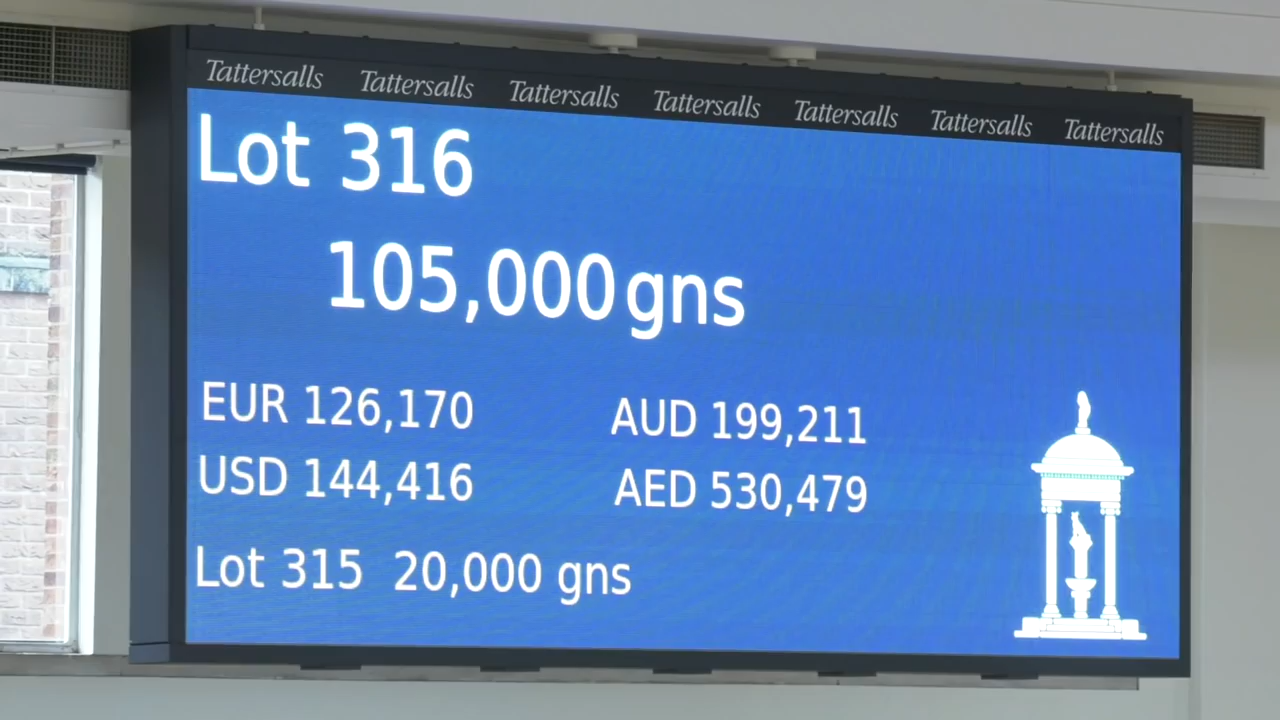 Tattersalls Tattersalls Tattersalls Tattersalls Tattersalls Tattersalls Tattersalls
Lot 316
105,000 gns
EUR 126,170 AUD 199,211
USD 144,416 AED 530,479
Lot 315 20,000 gns